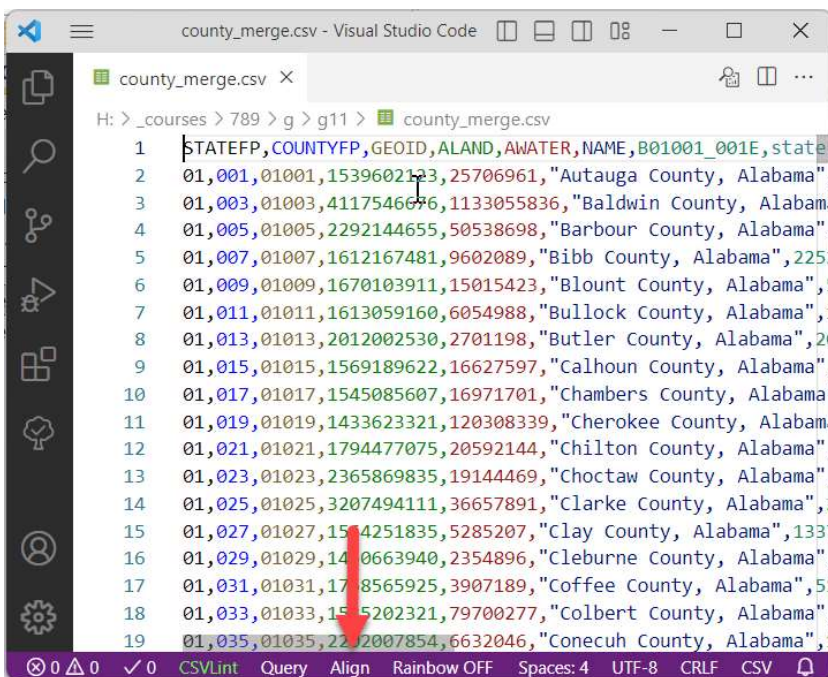 county_merge.csv - Visual Studio Code
county_merge.csv
H: > _courses > 789 > g > g11 > county_merge.csv
1 STATEFP,COUNTYFP,GEOID,ALAND,AWATER,NAME,B01001_001E,state
2 01,001,01001,1539602123,25706961,"Autauga County, Alabama"
3 01,003,01003,4117546676,1133055836,"Baldwin County, Alabam
4 01,005,01005,2292144655,50538698,"Barbour County, Alabama"
5 01,007,01007,1612167481,9602089,"Bibb County, Alabama",225
6 01,009,01009,1670103911,15015423,"Blount County, Alabama",
7 01,011,01011,1613059160,6054988,"Bullock County, Alabama",
8 01,013,01013,2012002530,2701198,"Butler County, Alabama",20
9 01,015,01015,1569189622,16627597,"Calhoun County, Alabama"
10 01,017,01017,1545085607,16971701,"Chambers County, Alabama
11 01,019,01019,1433623321,120308339,"Cherokee County, Alabam
12 01,021,01021,1794477075,20592144,"Chilton County, Alabama"
13 01,023,01023,2365869835,19144469,"Choctaw County, Alabama"
14 01,025,01025,3207494111,36657891,"Clarke County, Alabama",
15 01,027,01027, ,5285207,"Clay County, Alabama",133
16 01,029,01029, ,2354896,"Cleburne County, Alabama"
17 01,031,01031, ,3907189,"Coffee County, Alabama",5
18 01,033,01033, ,79700277,"Colbert County, Alabama"
19 01,035,01035, ,6632046,"Conecuh County, Alabama",
0 0 0 CSVLint Query Align Rainbow OFF Spaces: 4 UTF-8 CRLF CSV